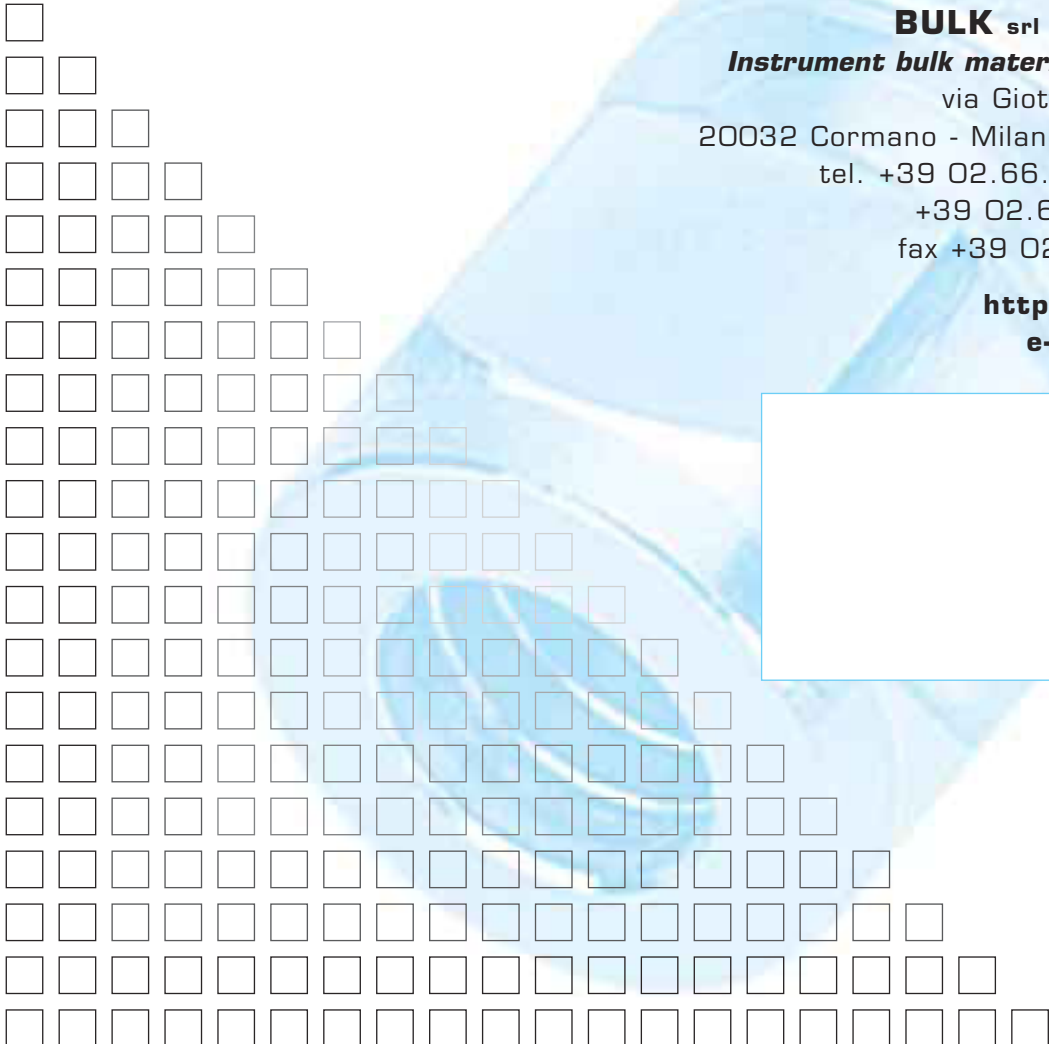 BULK srl
Instrument bulk mater
via Giot
20032 Cormano - Milan
tel. +39 02.66.
+39 02.6
fax +39 02
http
e-